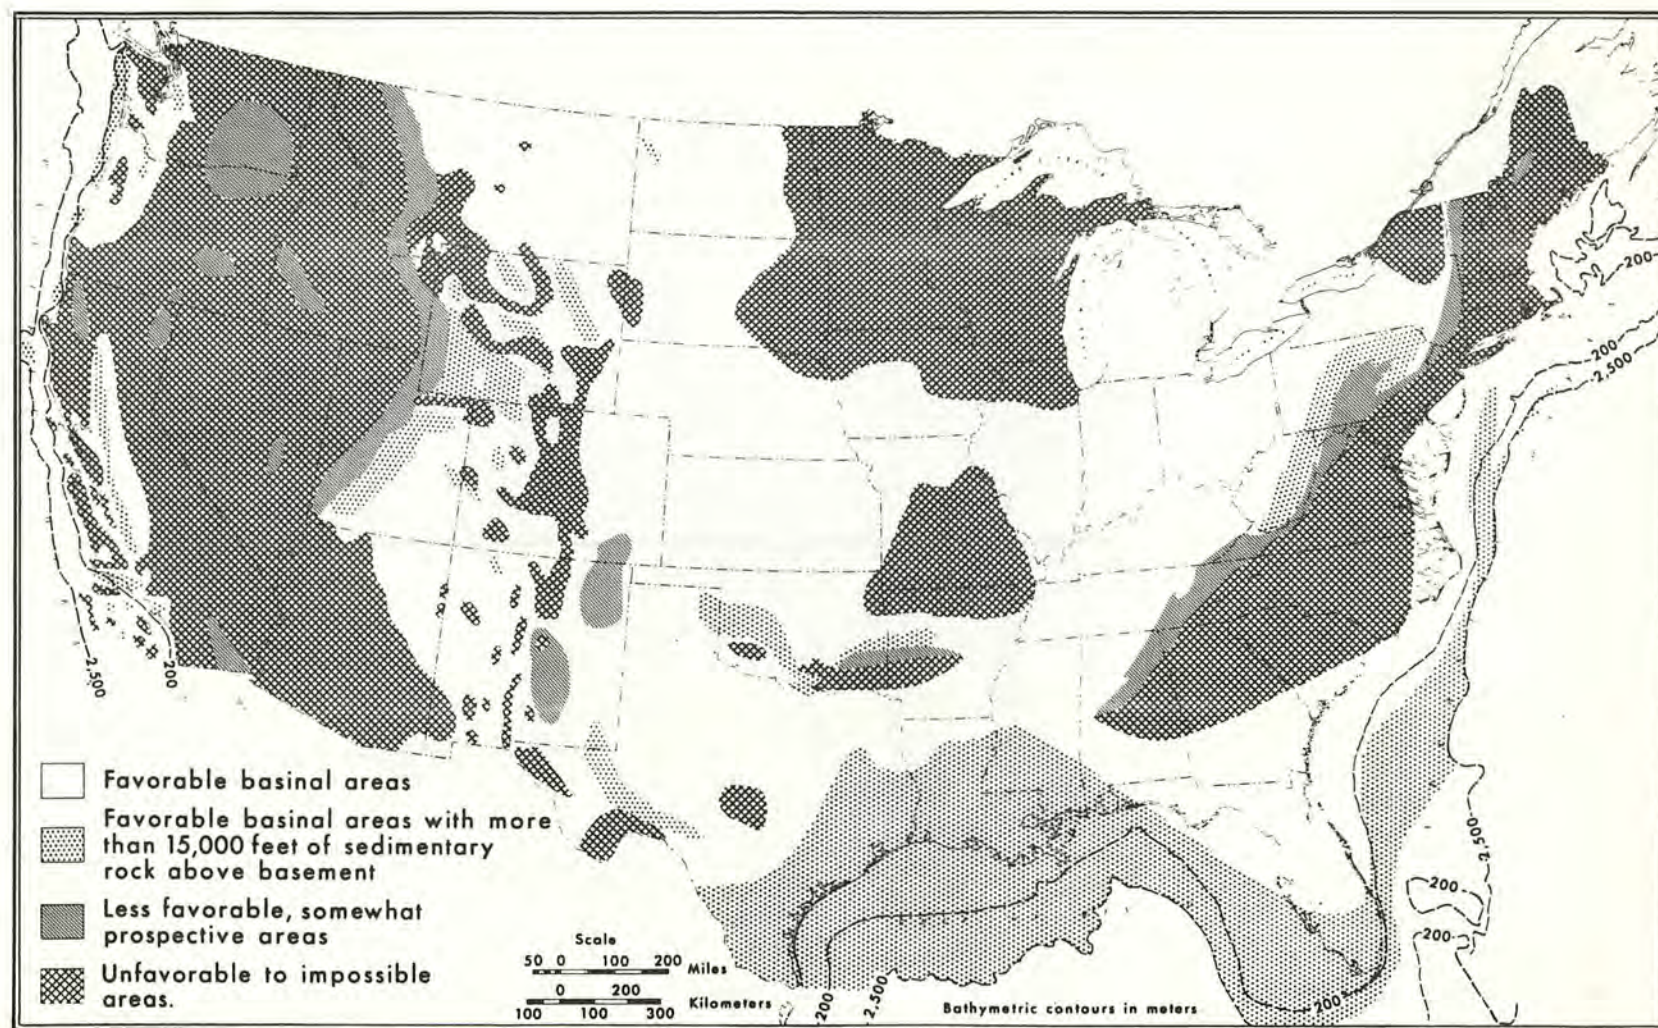 Favorable basinal areas
Favorable basinal areas with more
than 15,000 feet of sedimentary
rock above basement
Less favorable, somewhat
prospective areas
Unfavorable to impossible
areas.
Scale
50 0 100 200 Miles
0 200
100 100 300 Kilometers
Bathymetric contours in meters
2,500
200
200
2,500
200
200
2,500
2,500
200
200
200